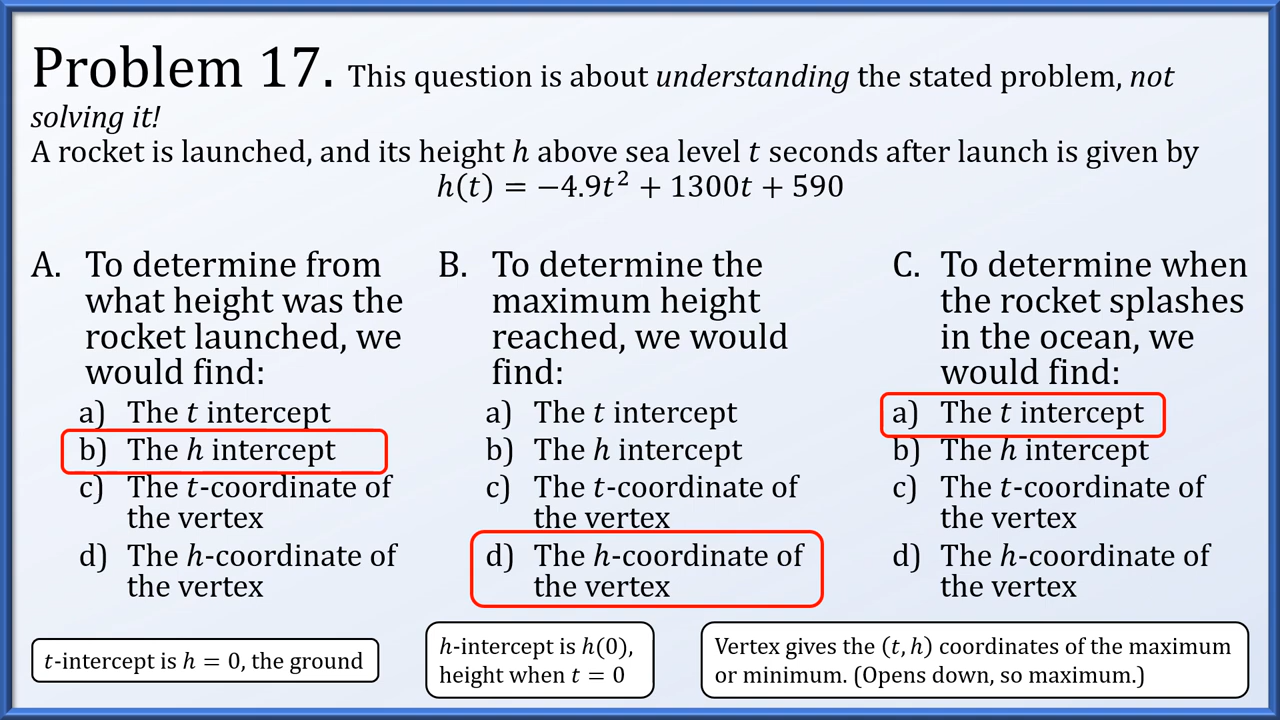 Problem 17. This question is about understanding the stated problem, not
solving it!
A rocket is launched, and its height h above sea level t seconds after launch is given by
h(t) = −4.9t² + 1300t + 590
A. To determine from
what height was the
rocket launched, we
would find:
a) The t intercept
b) The h intercept
c) The t-coordinate of
the vertex
d) The h-coordinate of
the vertex
B. To determine the
maximum height
reached, we would
find:
a) The t intercept
b) The h intercept
c) The t-coordinate of
the vertex
d) The h-coordinate of
the vertex
C. To determine when
the rocket splashes
in the ocean, we
would find:
a) The t intercept
b) The h intercept
c) The t-coordinate of
the vertex
d) The h-coordinate of
the vertex
t-intercept is h = 0, the ground
h-intercept is h(0),
height when t = 0
Vertex gives the (t, h) coordinates of the maximum
or minimum. (Opens down, so maximum.)